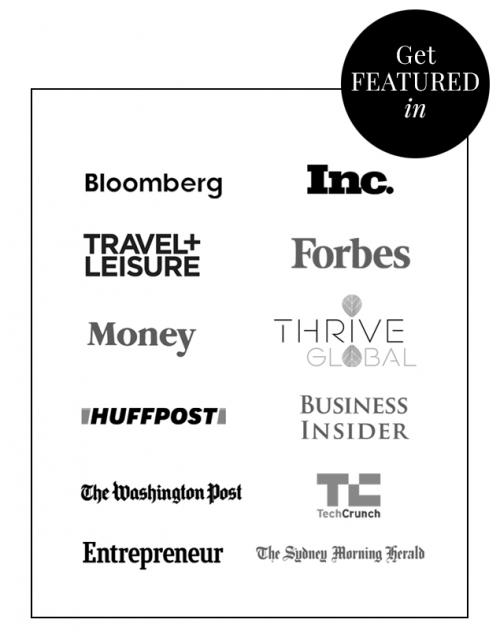 Get
FEATURED
in
Bloomberg
Inc.
TRAVEL+
LEISURE
Forbes
Money
THRIVE
GLOBAL
HUFFPOST
BUSINESS
INSIDER
The Washington Post
TC
TechCrunch
Entrepreneur
The Sydney Morning Herald